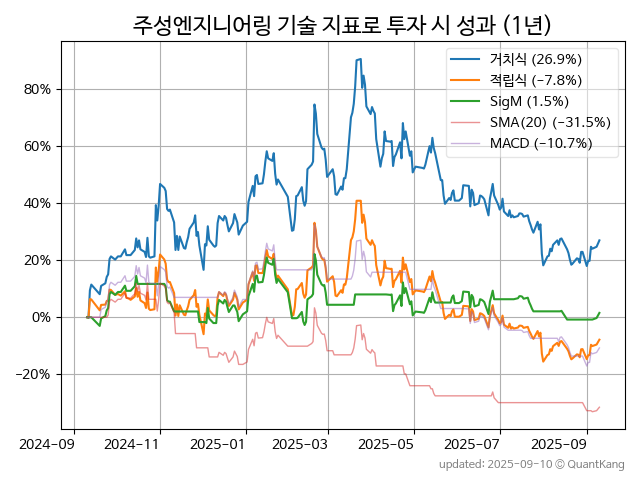 주성엔지니어링 기술 지표로 투자 시 성과 (1년)
거치식 (26.9%)
적립식 (−7.8%)
SigM (1.5%)
SMA(20) (−31.5%)
MACD (−10.7%)
80%
60%
40%
20%
0%
−20%
2024-09 2024-11 2025-01 2025-03 2025-05 2025-07 2025-09
updated: 2025-09-10 © QuantKang